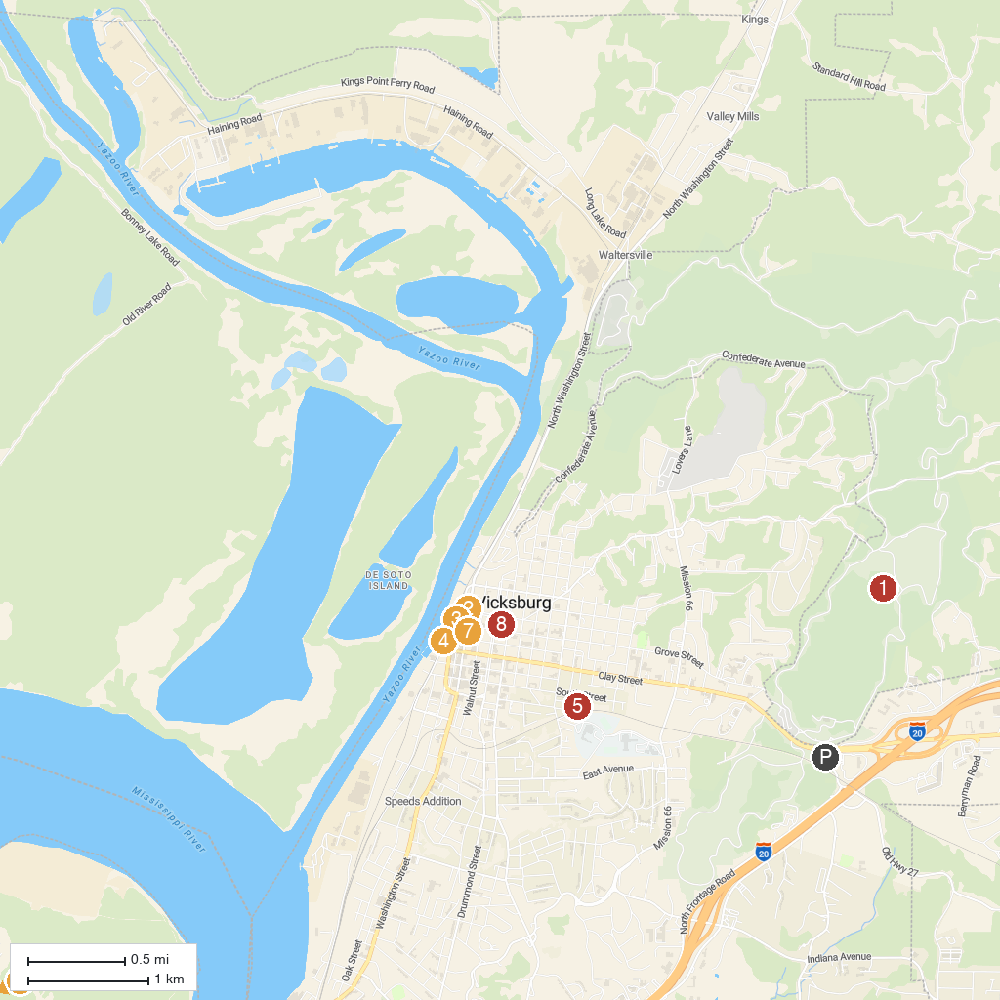 Kings
Standard Hill Road
Kings Point Ferry Road
Haining Road
Haining Road
Valley Mills
Yazoo River
North Washington Street
Long Lake Road
Bonney Lake Road
Waltersville
Old River Road
Yazoo River
North Washington Street
Confederate Avenue
Confederate Avenue
Lovers Lane
DE SOTO
ISLAND
Mission 66
1
2
Vicksburg
3
8
7
4
Grove Street
Yazoo River
Clay Street
Walnut Street
South Street
5
20
P
East Avenue
Berryman Road
Mississippi River
Speeds Addition
Mission 66
20
Old Hwy 27
Drummond Street
Washington Street
North Frontage Road
Oak Street
Indiana Avenue
0.5 mi
1 km